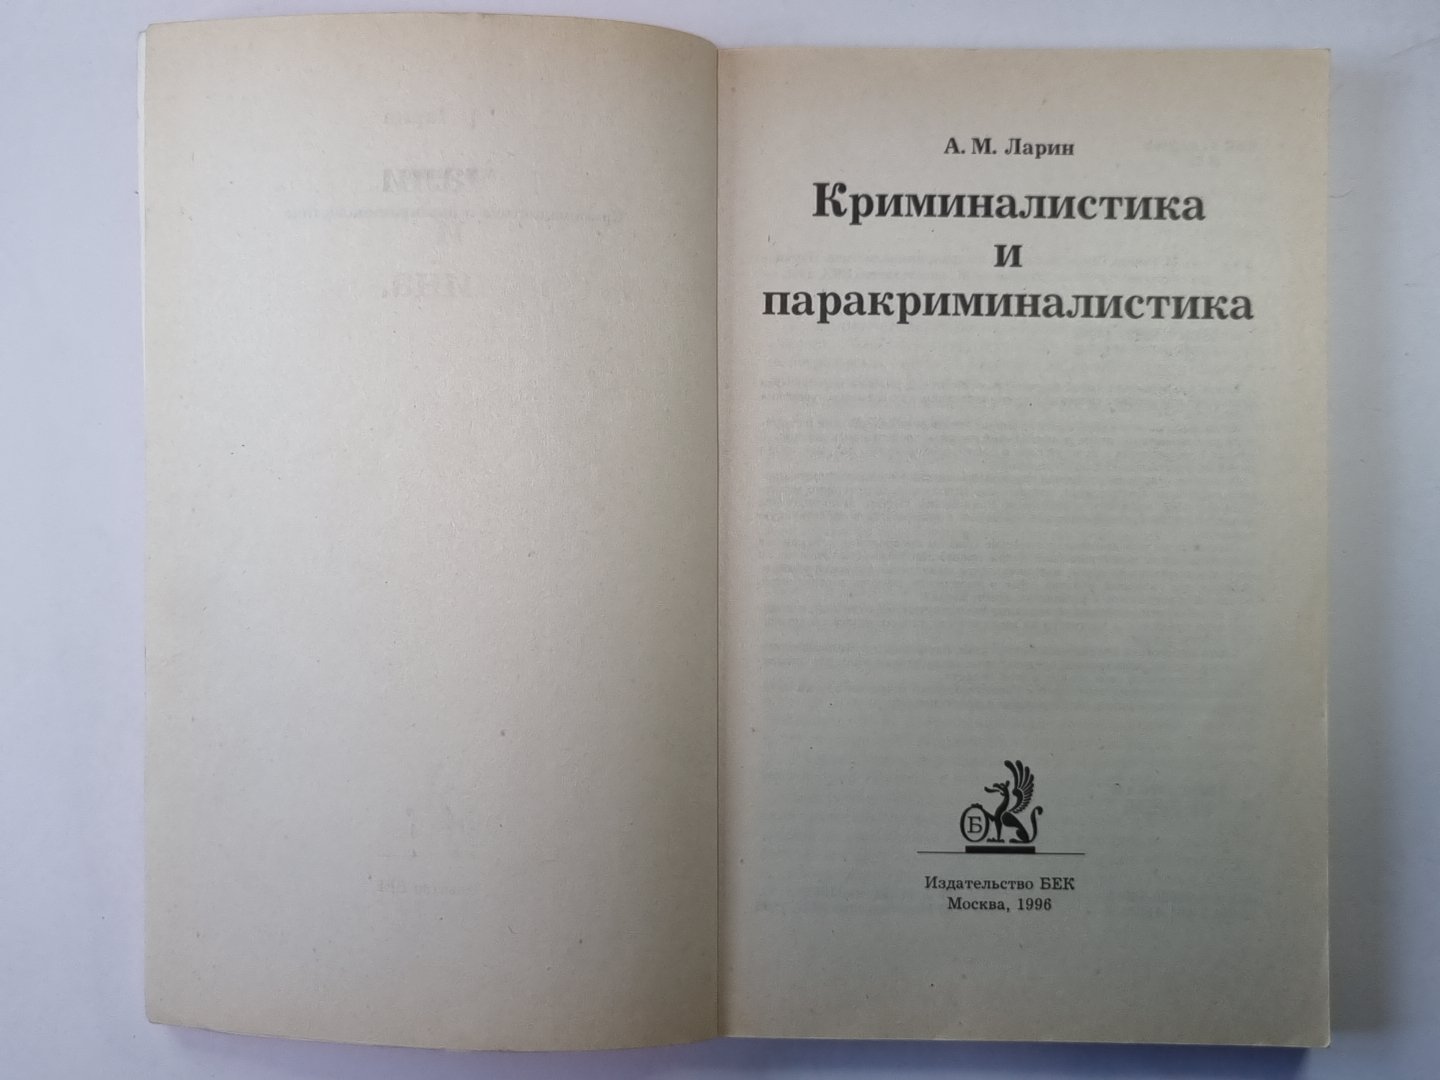 А. М. Ларин
Криминалистика
и
паракриминалистика
Б
Издательство БЕК
Москва, 1996